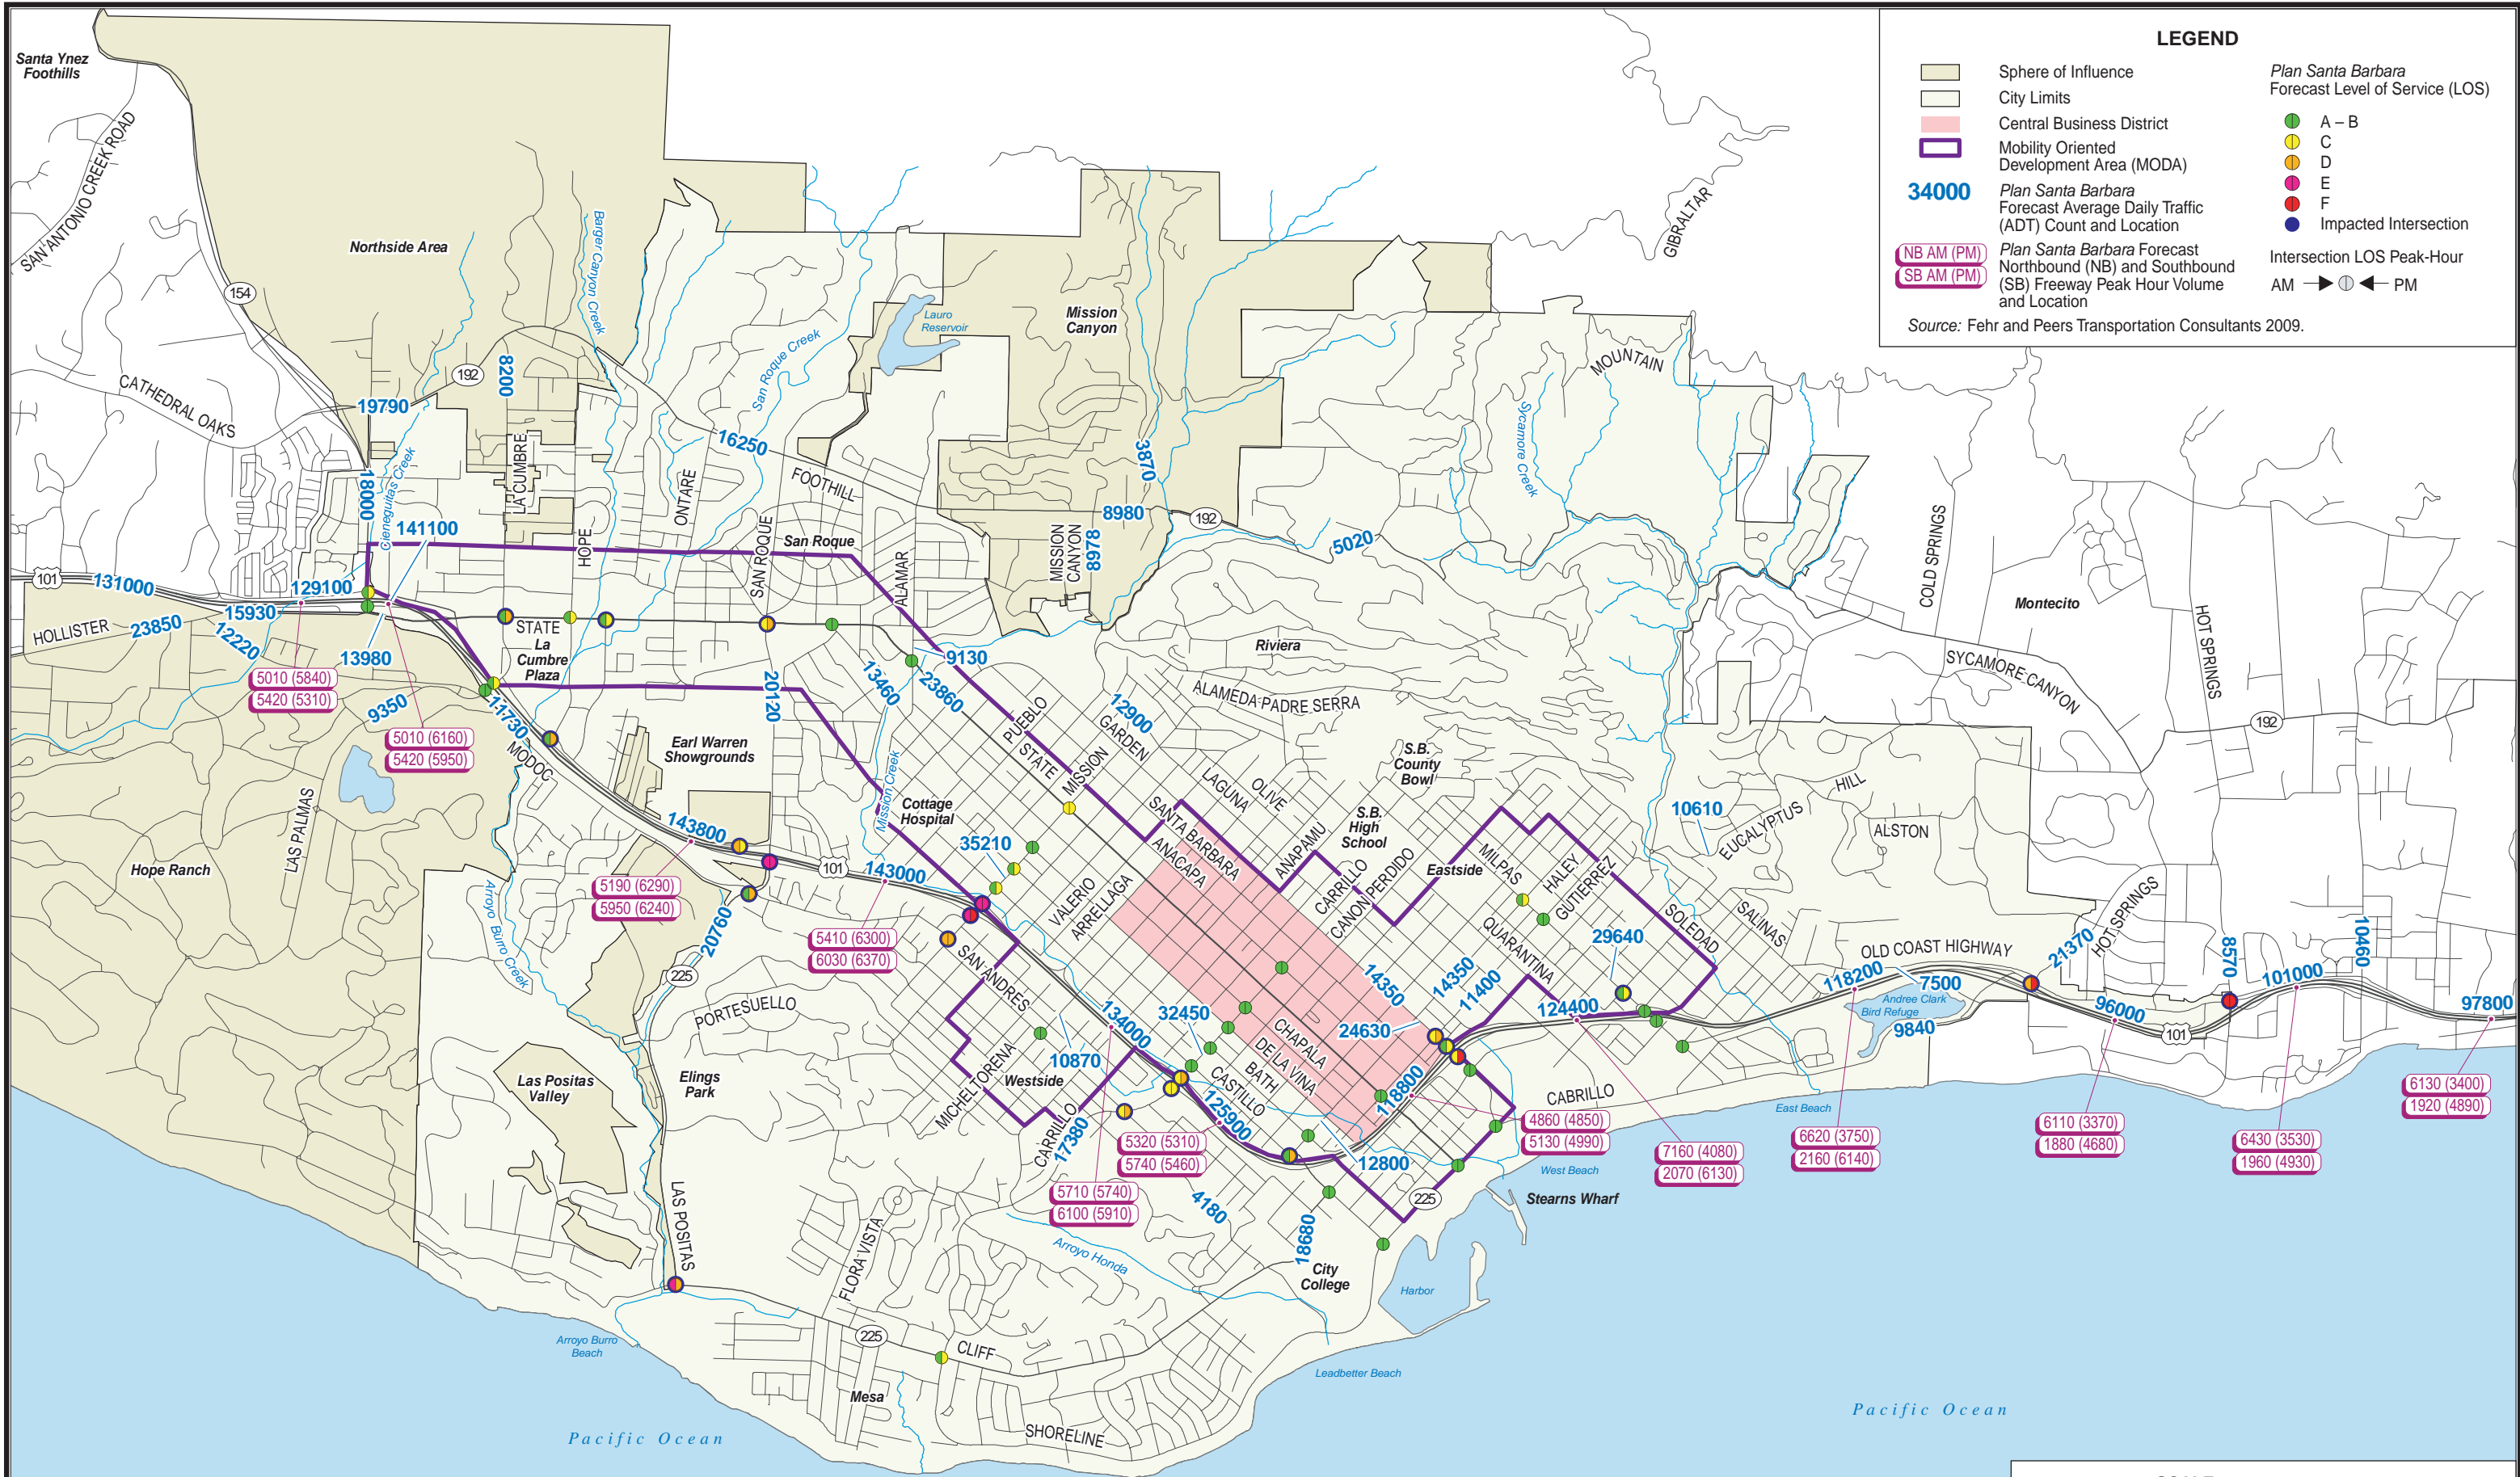 LEGEND
Sphere of Influence
City Limits
Central Business District
Mobility Oriented
Development Area (MODA)
34000
Plan Santa Barbara
Forecast Average Daily Traffic
(ADT) Count and Location
NB AM (PM)
SB AM (PM)
Plan Santa Barbara Forecast
Northbound (NB) and Southbound
(SB) Freeway Peak Hour Volume
and Location
Plan Santa Barbara
Forecast Level of Service (LOS)
A – B
C
D
E
F
Impacted Intersection
Intersection LOS Peak-Hour
AM
PM
Source: Fehr and Peers Transportation Consultants 2009.
Santa Ynez
Foothills
SAN ANTONIO CREEK ROAD
Northside Area
154
Barger Canyon Creek
GIBRALTAR
Lauro
Reservoir
Mission
Canyon
San Roque Creek
MOUNTAIN
192
8200
CATHEDRAL OAKS
19790
Sycamore Creek
16250
LA CUMBRE
3870
FOOTHILL
18000
Cieneguitas Creek
ONTARE
141100
8980
192
COLD SPRINGS
HOPE
SAN ROQUE
San Roque
MISSION
CANYON
8978
5020
ALAMAR
101
131000
129100
15930
HOLLISTER
23850
12220
13980
STATE
La
Cumbre
Plaza
Montecito
HOT SPRINGS
Riviera
9130
SYCAMORE CANYON
5010 (5840)
5420 (5310)
9350
11730
20120
13460
23860
ALAMEDA PADRE SERRA
12900
192
5010 (6160)
5420 (5950)
MODOC
Earl Warren
Showgrounds
PUEBLO
STATE
MISSION
GARDEN
S.B.
County
Bowl
LAS PALMAS
Mission Creek
Cottage
Hospital
LAGUNA
OLIVE
S.B.
High
School
10610
HILL
EUCALYPTUS
ALSTON
143800
35210
SANTA BARBARA
ANACAPA
ANAPAMU
CARRILLO
CANON PERDIDO
Eastside
MILPAS
HALEY
GUTIERREZ
Hope Ranch
101
143000
5190 (6290)
5950 (6240)
Arroyo Burro Creek
VALERIO
ARRELLAGA
QUARANTINA
SOLEDAD
SALINAS
HOT SPRINGS
20760
5410 (6300)
6030 (6370)
29640
OLD COAST HIGHWAY
21370
8570
10460
225
SAN ANDRES
14350
14350
11400
118200
7500
101000
Andree Clark
Bird Refuge
97800
PORTESUELLO
134000
32450
124400
96000
24630
9840
101
10870
CHAPALA
DE LA VINA
BATH
CASTILLO
Las Positas
Valley
Elings
Park
MICHELTORENA
Westside
118800
CABRILLO
East Beach
6130 (3400)
1920 (4890)
125900
CARRILLO
17380
5320 (5310)
5740 (5460)
4860 (4850)
5130 (4990)
6620 (3750)
2160 (6140)
6110 (3370)
1880 (4680)
6430 (3530)
1960 (4930)
7160 (4080)
2070 (6130)
12800
West Beach
LAS POSITAS
5710 (5740)
6100 (5910)
4180
225
Stearns Wharf
FLORA VISTA
18680
Arroyo Honda
City
College
Harbor
Arroyo Burro
Beach
225
CLIFF
Leadbetter Beach
Mesa
Pacific Ocean
SHORELINE
Pacific Ocean